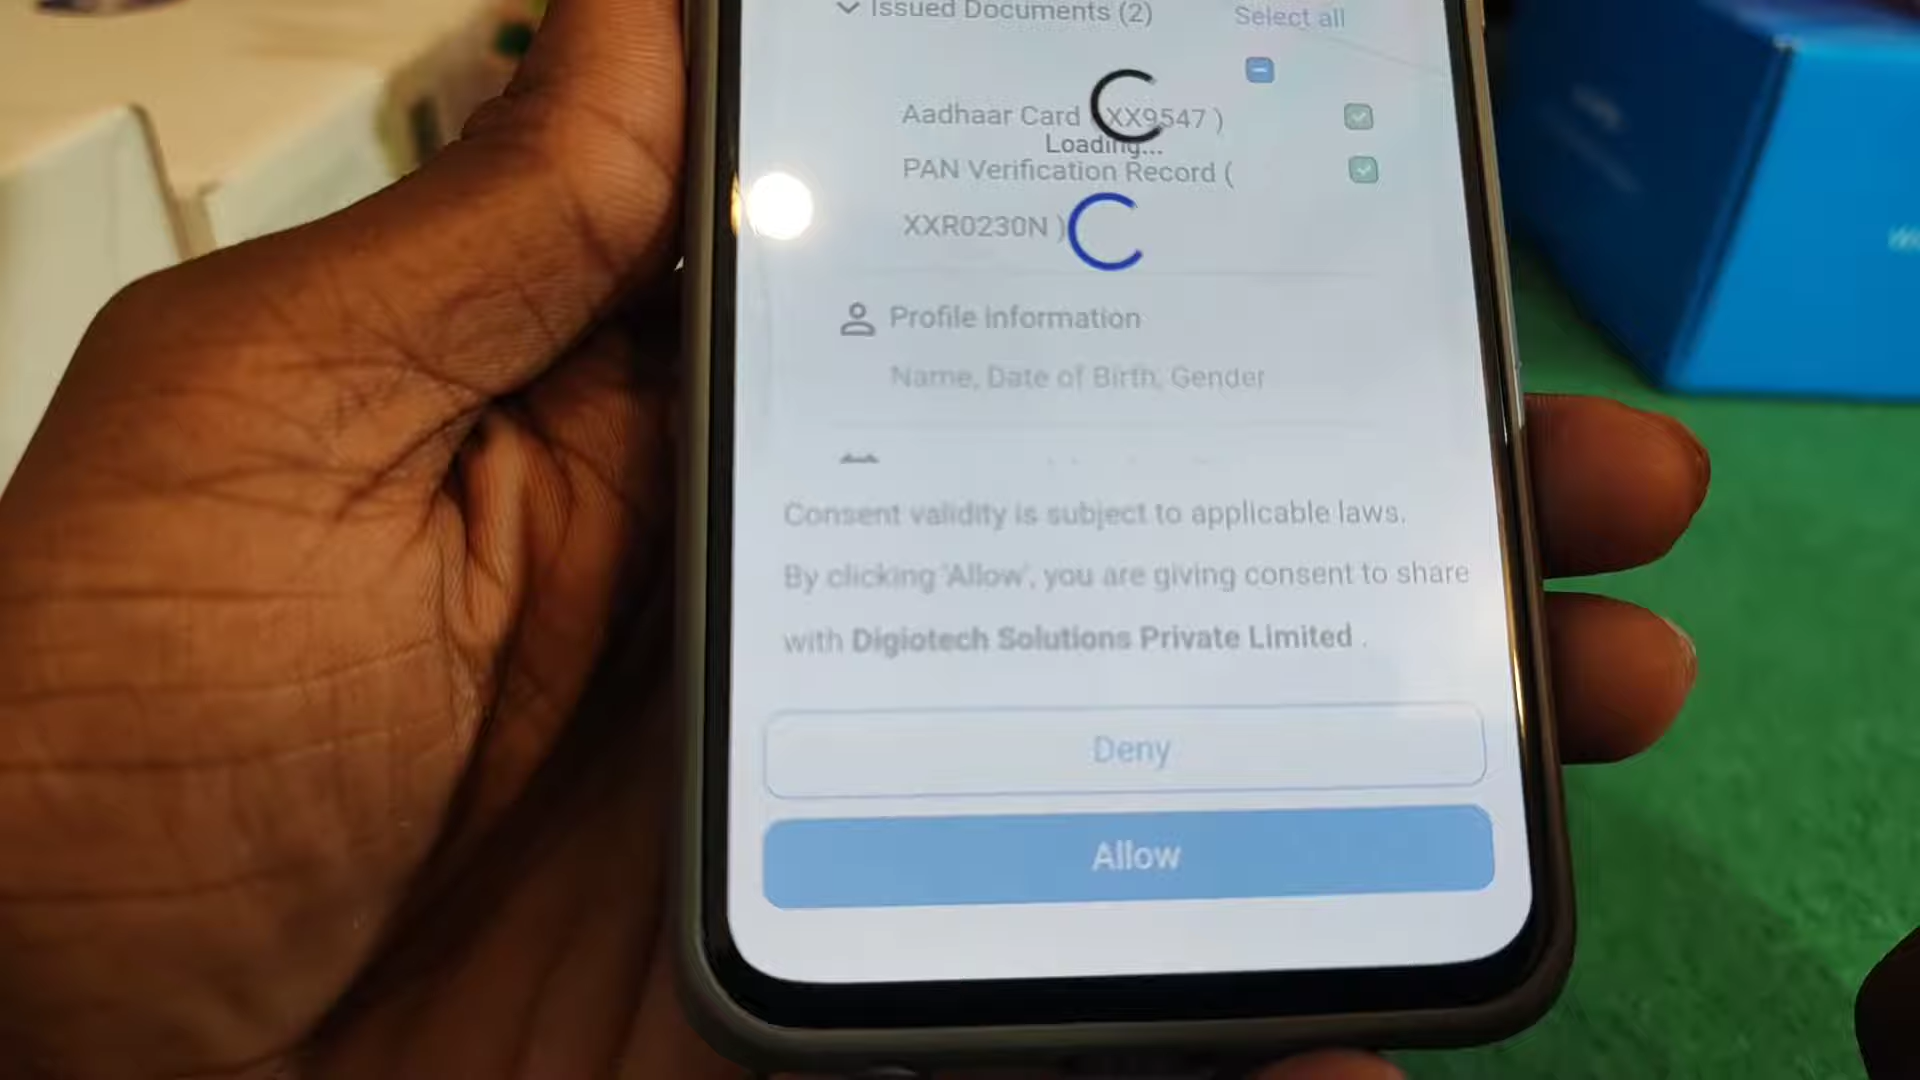 Issued Documents (2) Select all
Aadhaar Card ( XX9547 )
Loading...
PAN Verification Record (
XXR0230N )
Profile information
Name, Date of Birth, Gender
Consent validity is subject to applicable laws.
By clicking 'Allow', you are giving consent to share
with Digiotech Solutions Private Limited .
Deny
Allow